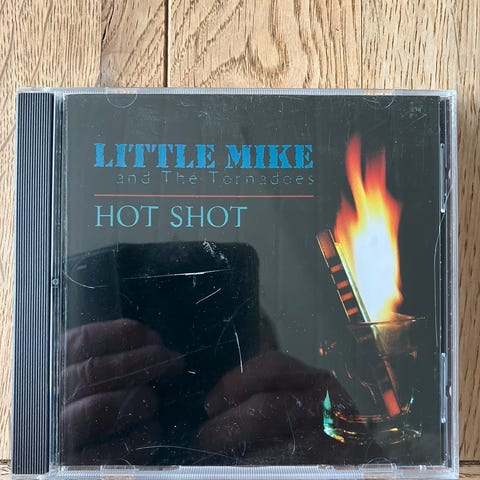 LITTLE MIKE
and The Tornadoes
HOT SHOT